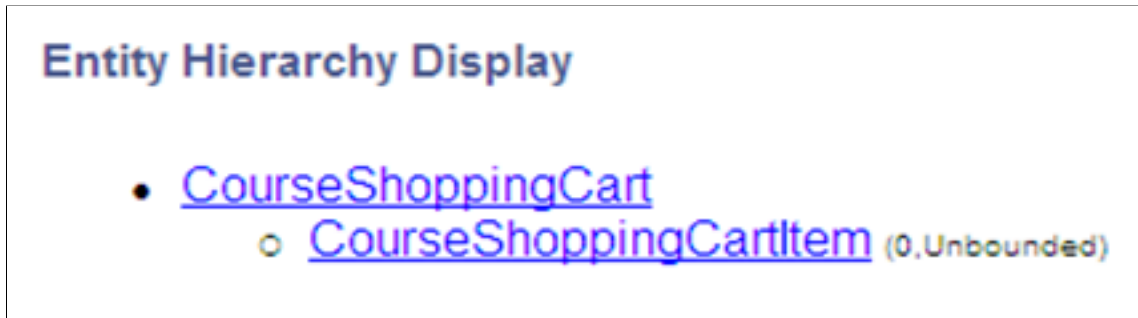 Entity Hierarchy Display
CourseShoppingCart
CourseShoppingCartItem (0,Unbounded)